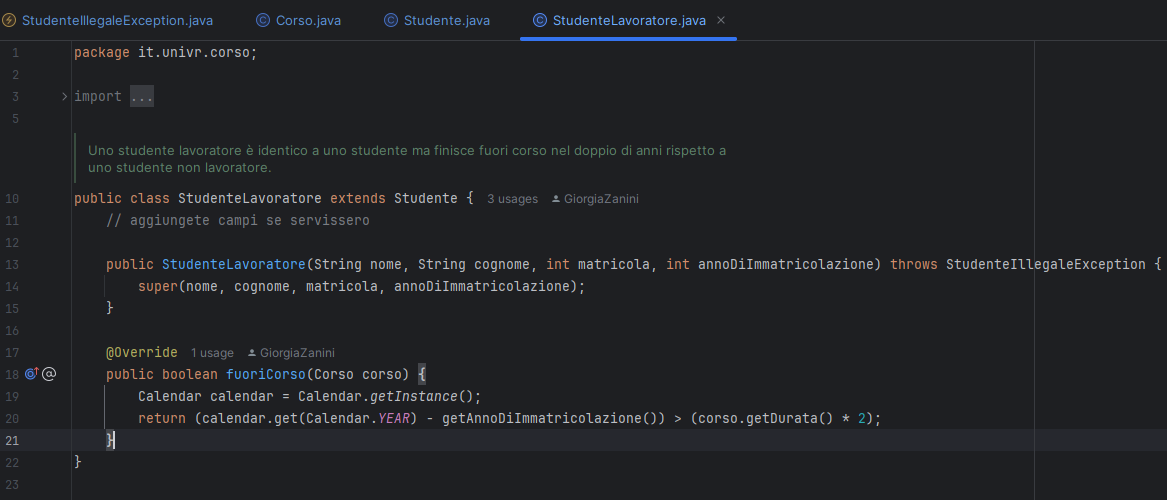 StudenteIllegaleException.java Corso.java Studente.java StudenteLavoratore.java
1 package it.univr.corso;
2
3 import ...
5
Uno studente lavoratore è identico a uno studente ma finisce fuori corso nel doppio di anni rispetto a
uno studente non lavoratore.
10 public class StudenteLavoratore extends Studente { 3 usages GiorgiaZanini
11 // aggiungete campi se servissero
12
13 public StudenteLavoratore(String nome, String cognome, int matricola, int annoDiImmatricolazione) throws StudenteIllegaleException {
14 super(nome, cognome, matricola, annoDiImmatricolazione);
15 }
16
17 @Override 1 usage GiorgiaZanini
18 public boolean fuoriCorso(Corso corso) {
19 Calendar calendar = Calendar.getInstance();
20 return (calendar.get(Calendar.YEAR) - getAnnoDiImmatricolazione()) > (corso.getDurata() * 2);
21 }
22 }
23